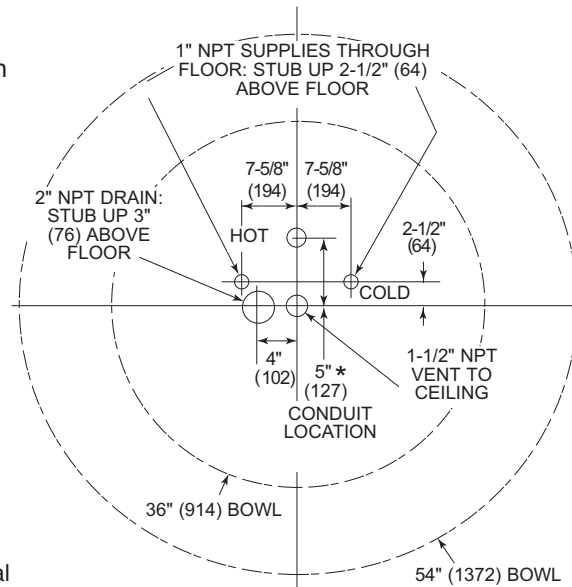 1" NPT SUPPLIES THROUGH
FLOOR: STUB UP 2-1/2" (64)
ABOVE FLOOR
7-5/8"
(194)
7-5/8"
(194)
2" NPT DRAIN:
STUB UP 3"
(76) ABOVE
FLOOR
HOT
2-1/2"
(64)
COLD
4"
(102)
5" *
(127)
CONDUIT
LOCATION
1-1/2" NPT
VENT TO
CEILING
36" (914) BOWL
54" (1372) BOWL
al